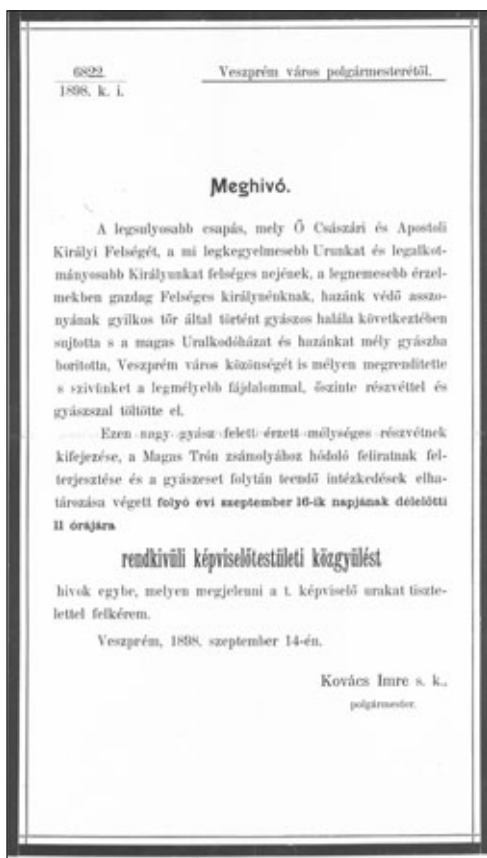 6822
1898. k. i.
Veszprém város polgármesterétől.
Meghivó.
A legsulyosabb csapás, mely Ő Császári és Apostoli
Királyi Felségét, a mi legkegyelmesebb Urunkat és legalkot-
mányosabb Királyunkat felséges nejének, a legnemesebb érzel-
mekben gazdag Felséges királynénknak, hazánk védő asszo-
nyának gyilkos tőr által történt gyászos halála következtében
sujtotta s a magas Uralkodóházat és hazánkat mély gyászba
boritotta, Veszprém város közönségét is mélyen megrenditette
s szivünket a legmélyebb fájdalommal, őszinte részvéttel és
gyászszal töltötte el.
Ezen nagy gyász felett érzett mélységes részvétnek
kifejezése, a Magas Trón zsámolyához hódoló feliratnak fel-
terjesztése és a gyászeset folytán teendő intézkedések elha-
tározása végett folyó évi szeptember 16-ik napjának délelőtti
11 órájára
rendkivüli képviselőtestületi közgyülést
hivok egybe, melyen megjelenni a t. képviselő urakat tiszte-
lettel felkérem.
Veszprém, 1898. szeptember 14-én.
Kovács Imre s. k.,
polgármester.